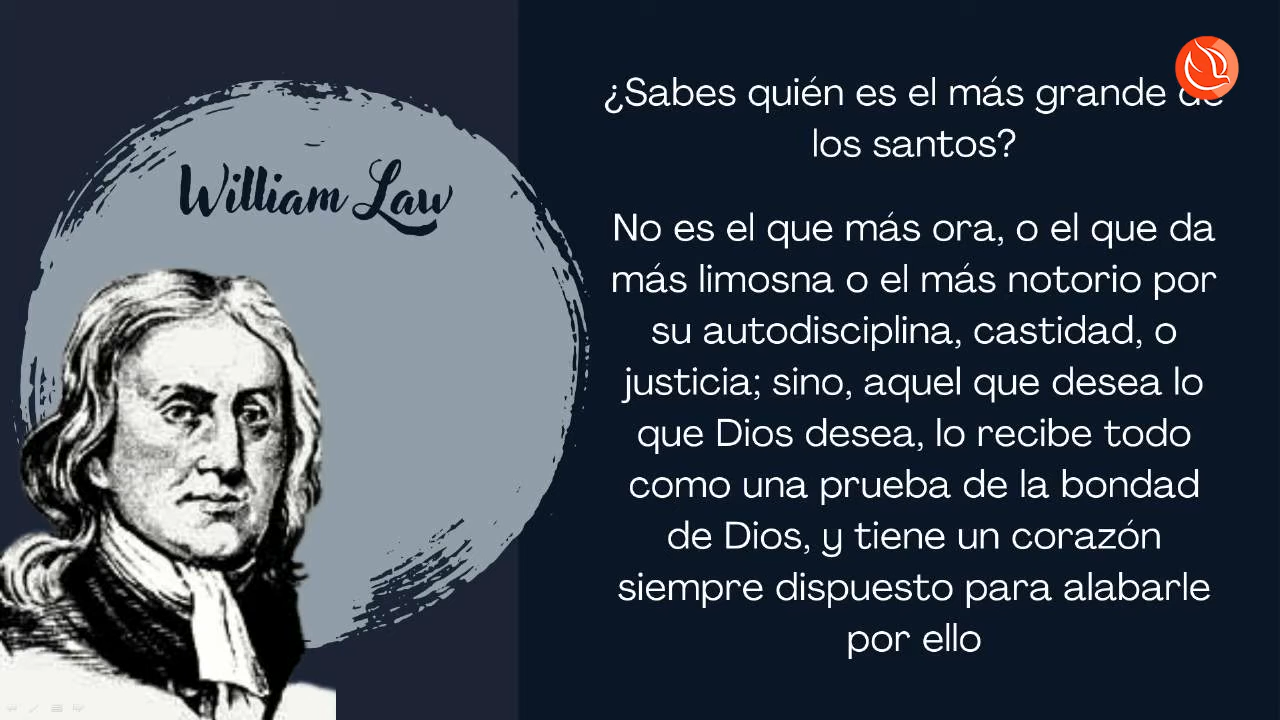 William Law
¿Sabes quién es el más grande de
los santos?
No es el que más ora, o el que da
más limosna o el más notorio por
su autodisciplina, castidad, o
justicia; sino, aquel que desea lo
que Dios desea, lo recibe todo
como una prueba de la bondad
de Dios, y tiene un corazón
siempre dispuesto para alabarle
por ello